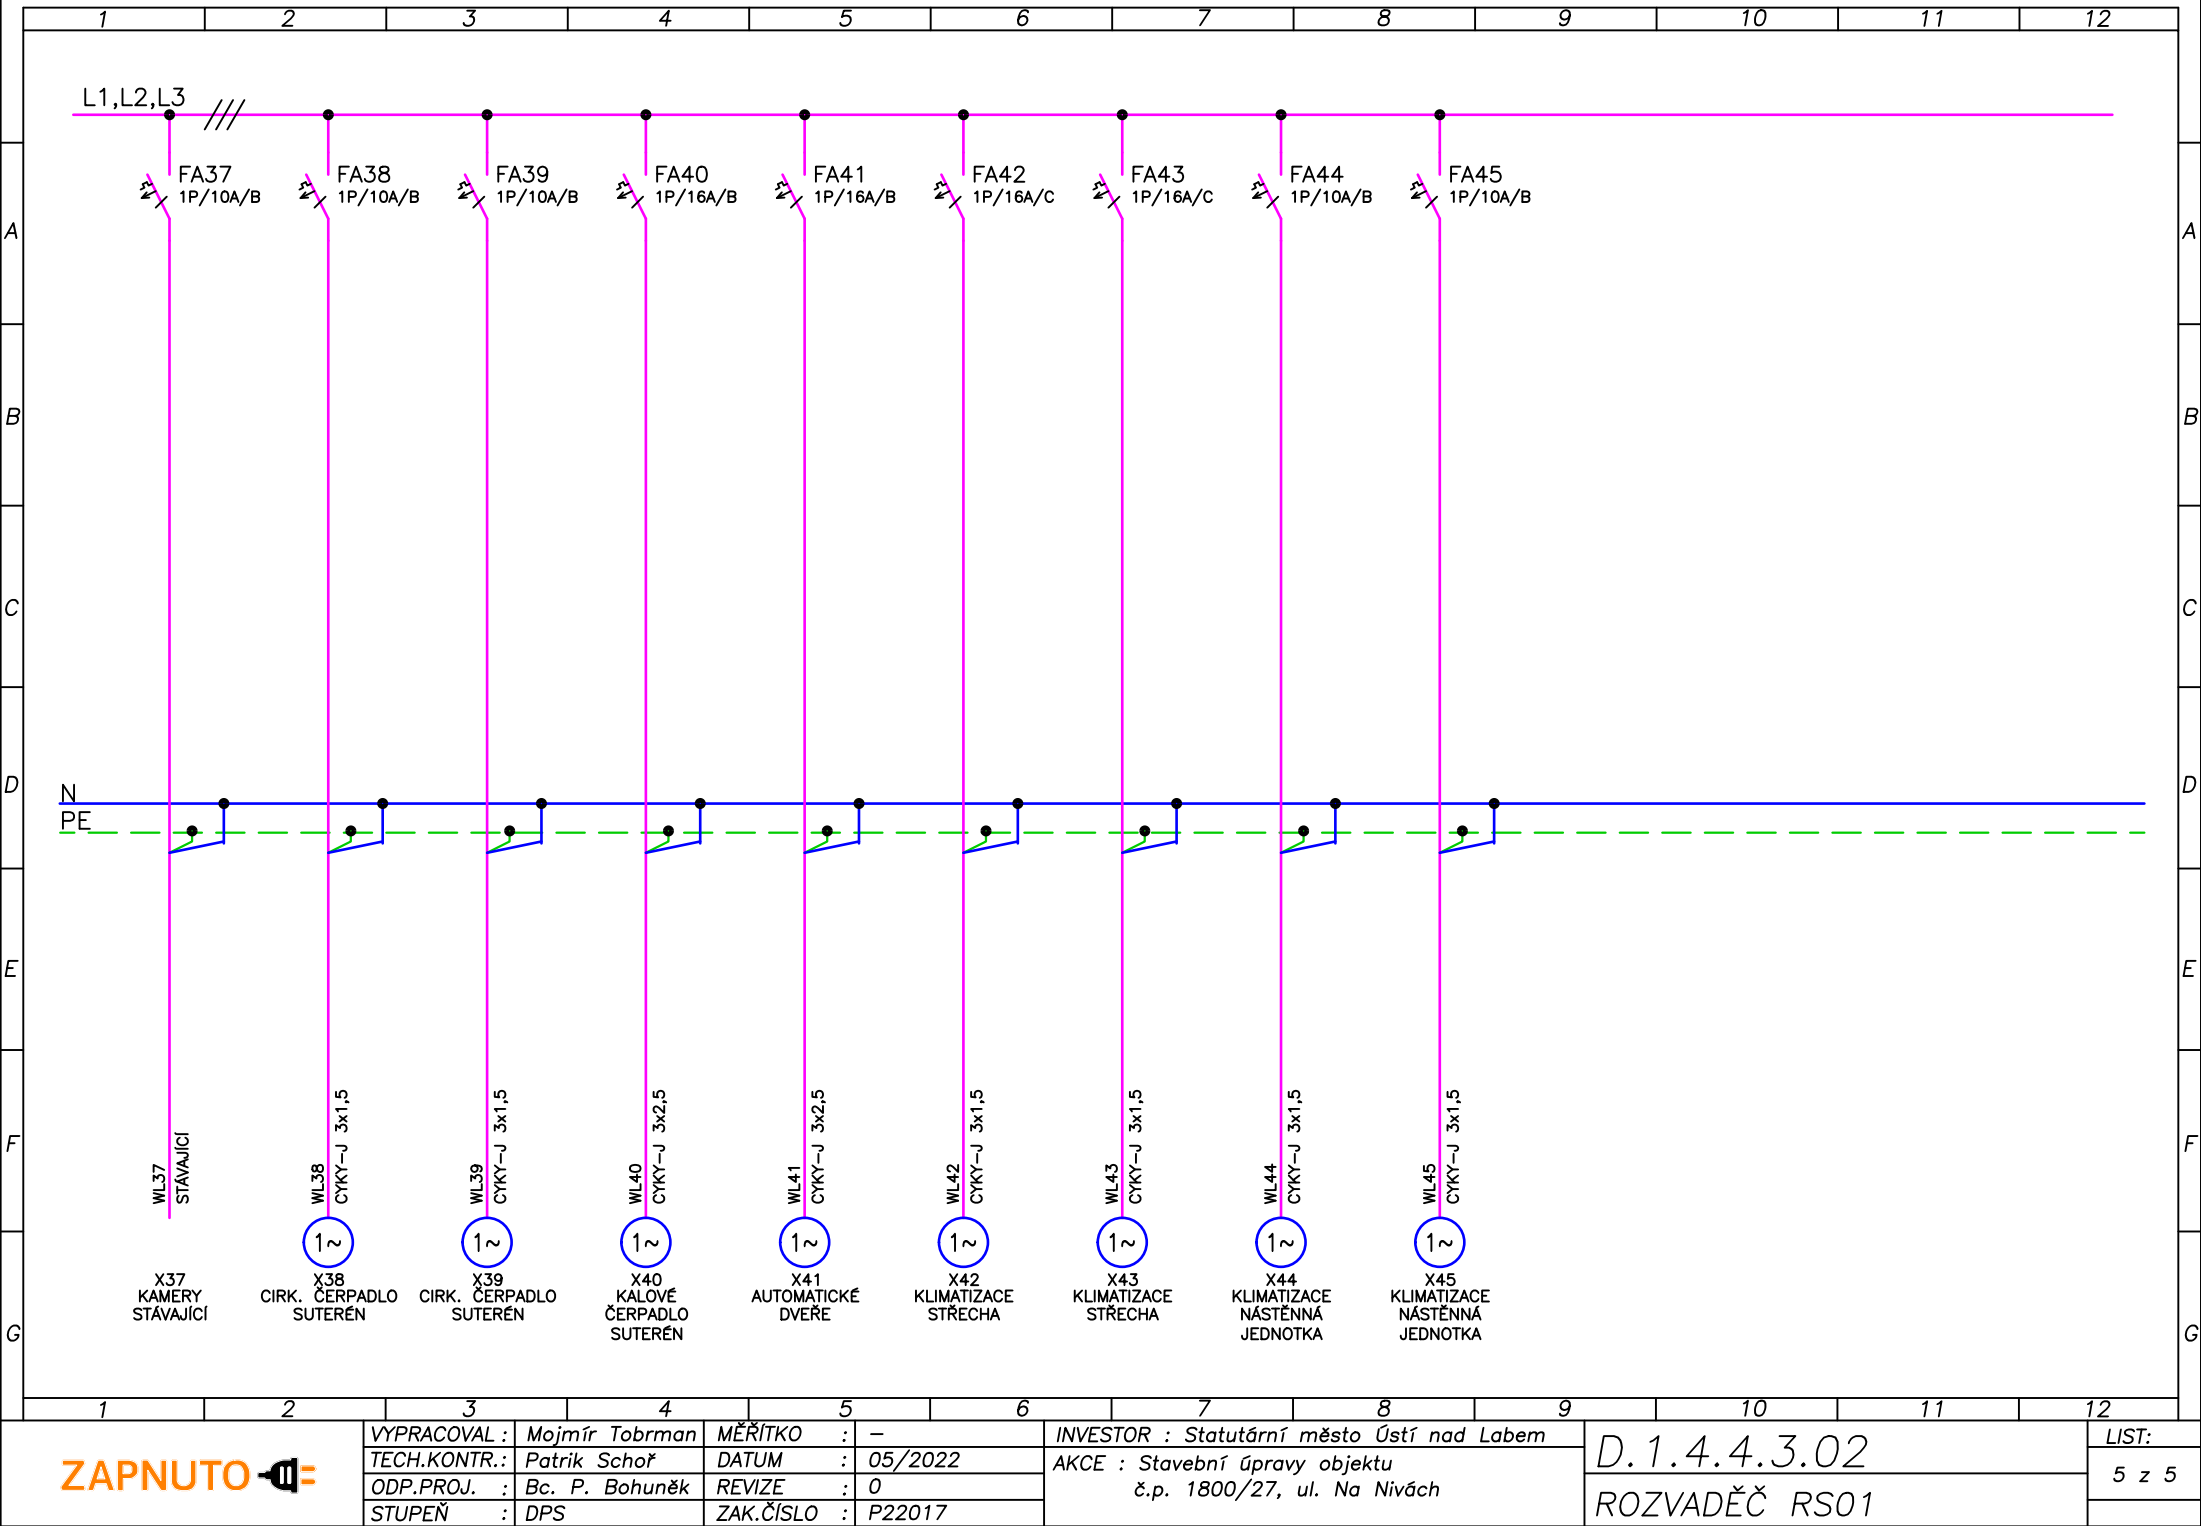 1 2 3 4 5 6 7 8 9 10 11 12
L1,L2,L3
FA37 FA38 FA39 FA40 FA41 FA42 FA43 FA44 FA45
1P/10A/B 1P/10A/B 1P/10A/B 1P/16A/B 1P/16A/B 1P/16A/C 1P/16A/C 1P/10A/B 1P/10A/B
A A
B B
C C
D D
N
PE
E E
F F
WL37
STÁVAJÍCÍ
WL38
CYKY-J 3x1,5
WL39
CYKY-J 3x1,5
WL40
CYKY-J 3x2,5
WL41
CYKY-J 3x2,5
WL42
CYKY-J 3x1,5
WL43
CYKY-J 3x1,5
WL44
CYKY-J 3x1,5
WL45
CYKY-J 3x1,5
1~ 1~ 1~ 1~ 1~ 1~ 1~ 1~
X37
KAMERY
STÁVAJÍCÍ
X38
CIRK. ČERPADLO
SUTERÉN
X39
CIRK. ČERPADLO
SUTERÉN
X40
KALOVÉ
ČERPADLO
SUTERÉN
X41
AUTOMATICKÉ
DVEŘE
X42
KLIMATIZACE
STŘECHA
X43
KLIMATIZACE
STŘECHA
X44
KLIMATIZACE
NÁSTĚNNÁ
JEDNOTKA
X45
KLIMATIZACE
NÁSTĚNNÁ
JEDNOTKA
G G
1 2 3 4 5 6 7 8 9 10 11 12
ZAPNUTO
VYPRACOVAL : Mojmír Tobrman
TECH.KONTR.: Patrik Schoř
ODP.PROJ. : Bc. P. Bohuněk
STUPEŇ : DPS
MĚŘÍTKO : –
DATUM : 05/2022
REVIZE : 0
ZAK.ČÍSLO : P22017
INVESTOR : Statutární město Ústí nad Labem
AKCE : Stavební úpravy objektu
č.p. 1800/27, ul. Na Nivách
D.1.4.4.3.02
ROZVADĚČ RS01
LIST:
5 z 5